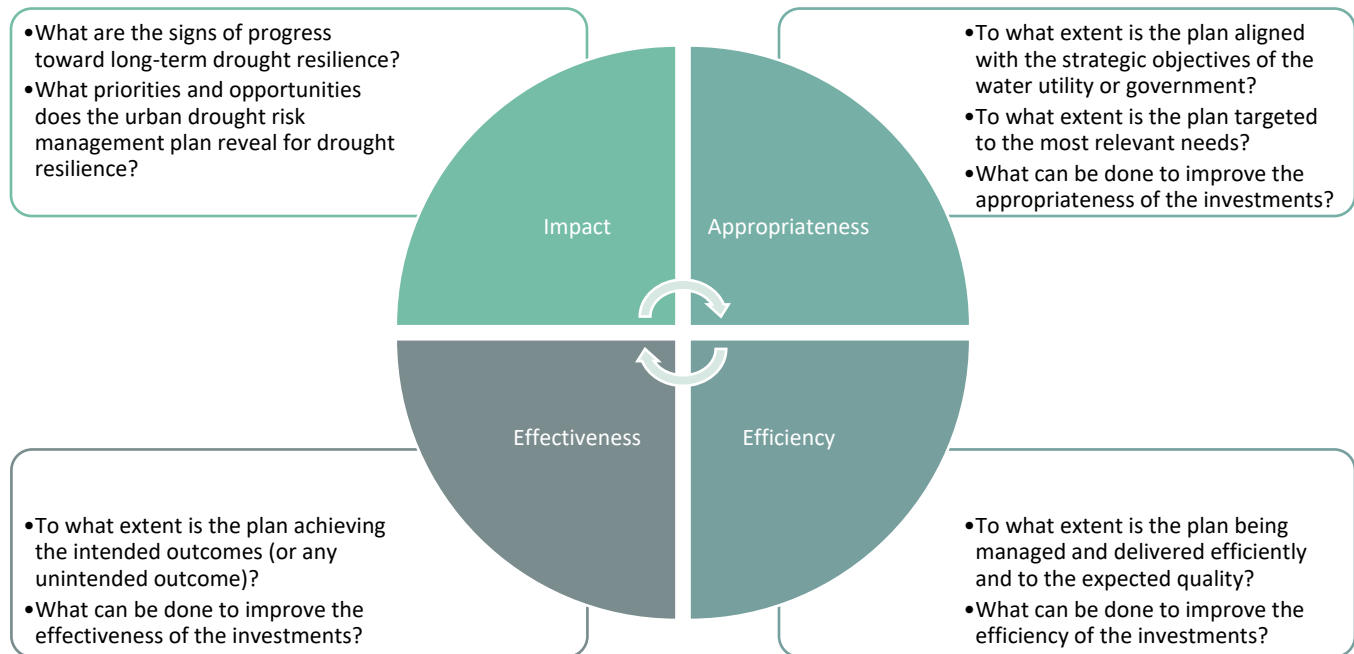 •What are the signs of progress
toward long-term drought resilience?
•What priorities and opportunities
does the urban drought risk
management plan reveal for drought
resilience?
•To what extent is the plan aligned
with the strategic objectives of the
water utility or government?
•To what extent is the plan targeted
to the most relevant needs?
•What can be done to improve the
appropriateness of the investments?
Impact
Appropriateness
Effectiveness
Efficiency
•To what extent is the plan achieving
the intended outcomes (or any
unintended outcome)?
•What can be done to improve the
effectiveness of the investments?
•To what extent is the plan being
managed and delivered efficiently
and to the expected quality?
•What can be done to improve the
efficiency of the investments?